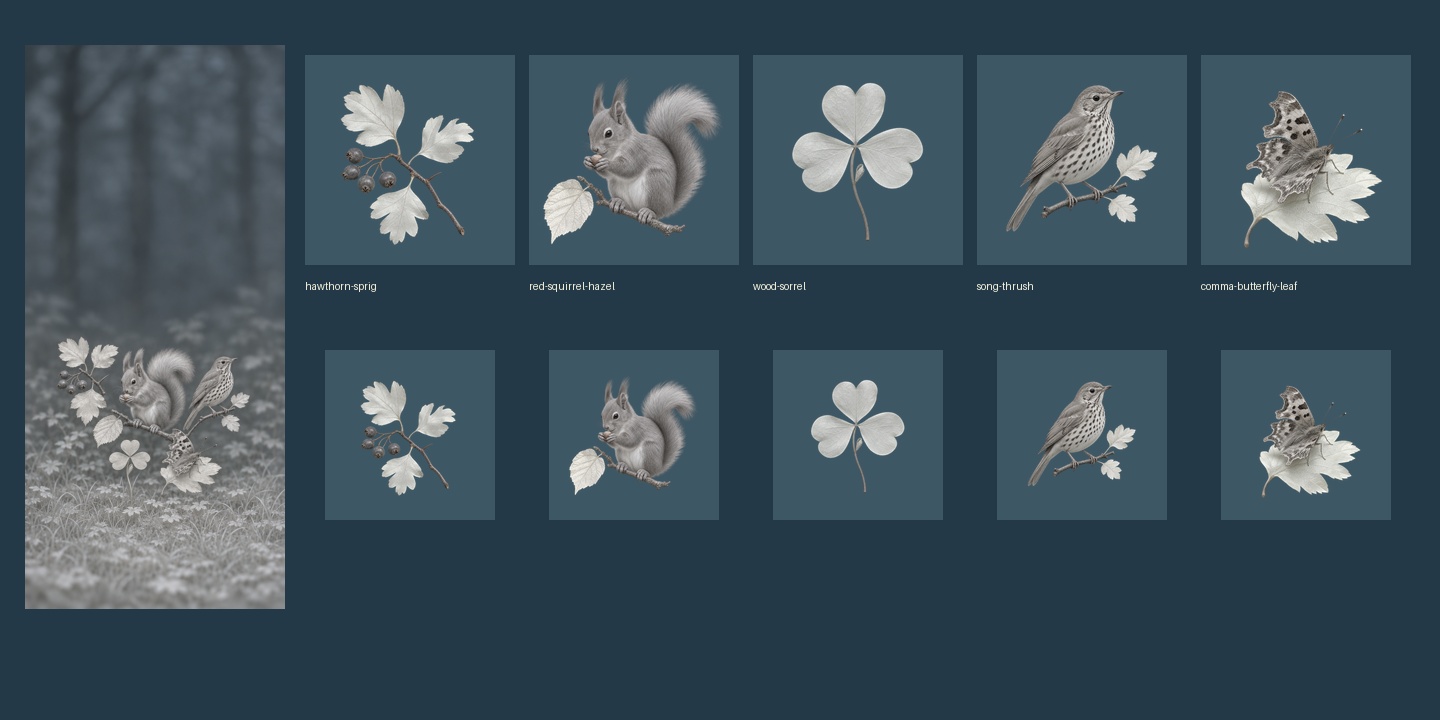 hawthorn-sprig
red-squirrel-hazel
wood-sorrel
song-thrush
comma-butterfly-leaf